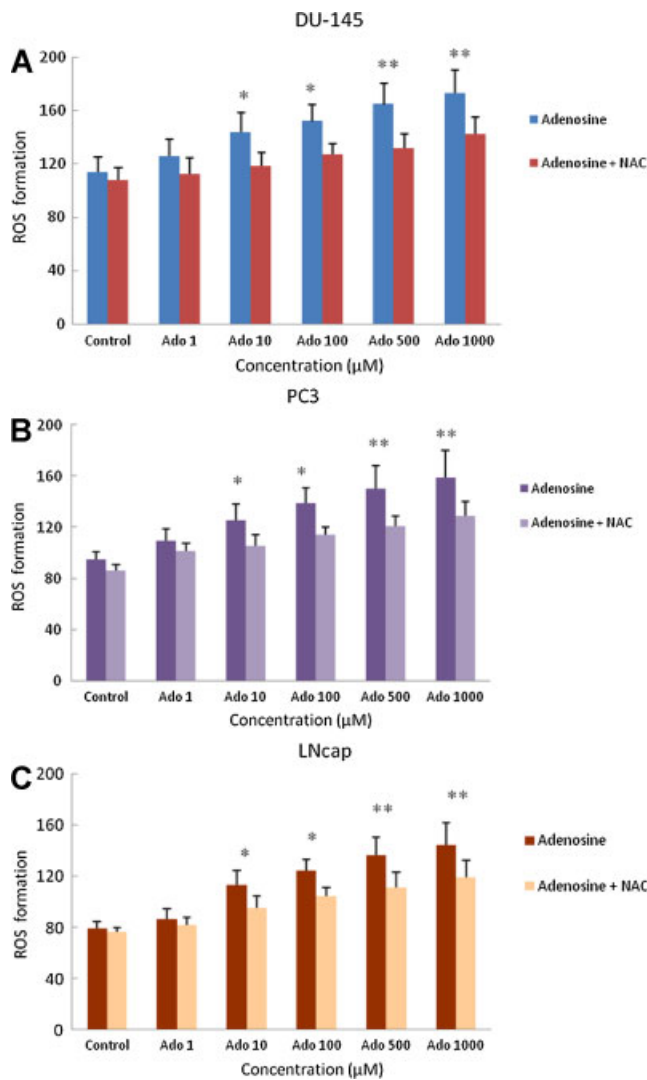 DU-145
A
* * ** **
200
160
120
80
40
0
ROS formation
Adenosine
Adenosine + NAC
Control Ado 1 Ado 10 Ado 100 Ado 500 Ado 1000
Concentration (µM)
PC3
B
* * ** **
200
160
120
80
40
0
ROS formation
Adenosine
Adenosine + NAC
Control Ado 1 Ado 10 Ado 100 Ado 500 Ado 1000
Concentration (µM)
LNcap
C
* * ** **
200
160
120
80
40
0
ROS formation
Adenosine
Adenosine + NAC
Control Ado 1 Ado 10 Ado 100 Ado 500 Ado 1000
Concentration (µM)